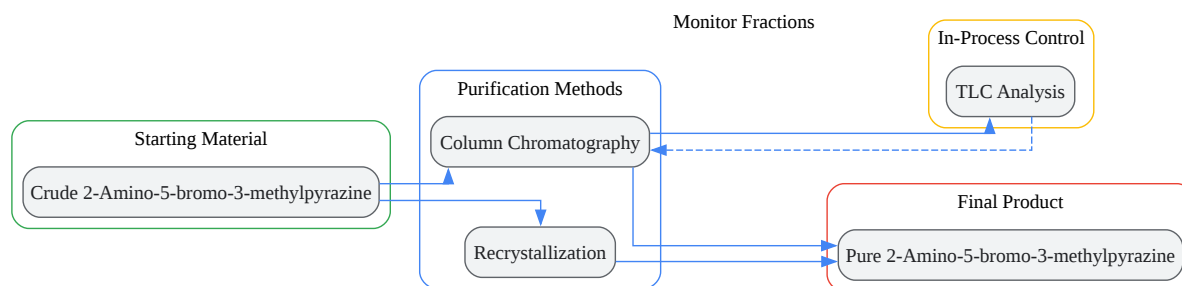 Monitor Fractions
In-Process Control
TLC Analysis
Purification Methods
Column Chromatography
Starting Material
Crude 2-Amino-5-bromo-3-methylpyrazine
Recrystallization
Final Product
Pure 2-Amino-5-bromo-3-methylpyrazine